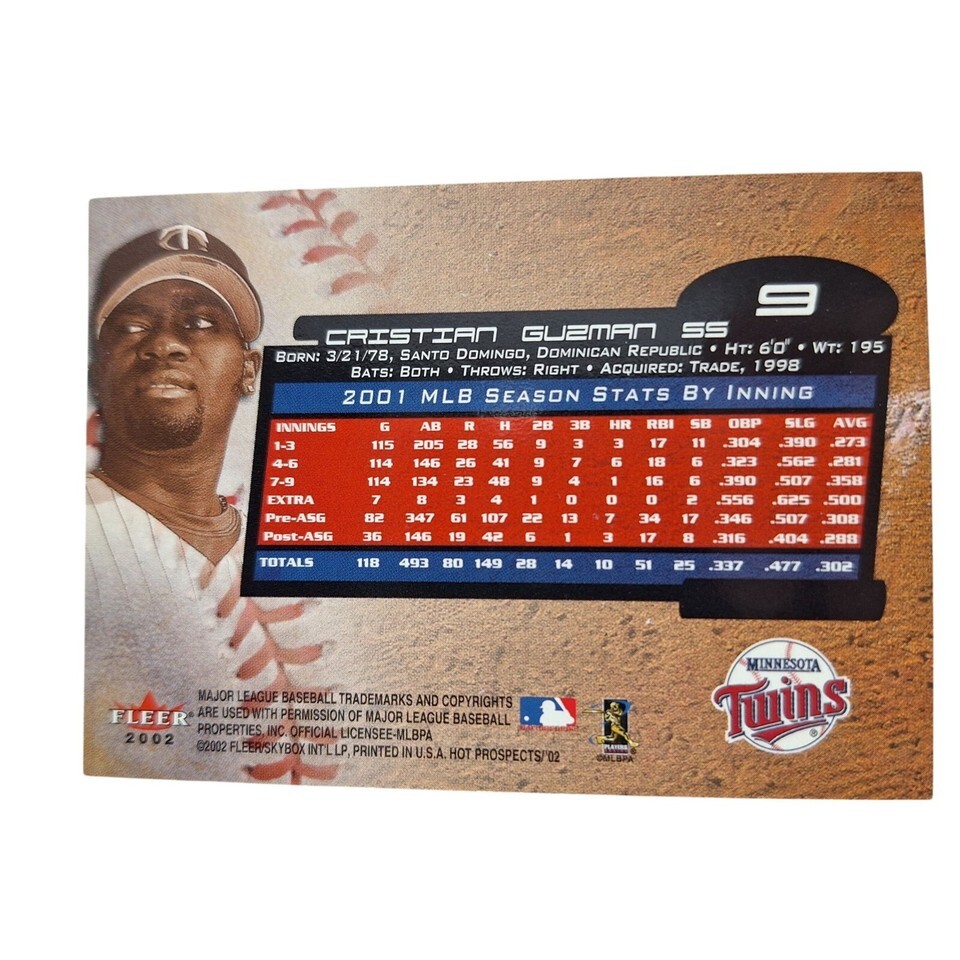 TC
9
CRISTIAN GUZMAN SS
BORN: 3/21/78, SANTO DOMINGO, DOMINICAN REPUBLIC • HT: 6'0" • WT: 195
BATS: BOTH • THROWS: RIGHT • ACQUIRED: TRADE, 1998
2001 MLB SEASON STATS BY INNING
INNINGS G AB R H 2B 3B HR RBI SB OBP SLG AVG
1-3 115 205 28 56 9 3 3 17 11 .304 .390 .273
4-6 114 146 26 41 9 7 6 18 6 .323 .562 .281
7-9 114 134 23 48 9 4 1 16 6 .390 .507 .358
EXTRA 7 8 3 4 1 0 0 0 2 .556 .625 .500
Pre-ASG 82 347 61 107 22 13 7 34 17 .346 .507 .308
Post-ASG 36 146 19 42 6 1 3 17 8 .316 .404 .288
TOTALS 118 493 80 149 28 14 10 51 25 .337 .477 .302
MINNESOTA
Twins
®
FLEER®
2002
MAJOR LEAGUE BASEBALL TRADEMARKS AND COPYRIGHTS
ARE USED WITH PERMISSION OF MAJOR LEAGUE BASEBALL
PROPERTIES, INC. OFFICIAL LICENSEE-MLBPA
©2002 FLEER/SKYBOX INT'L LP, PRINTED IN U.S.A. HOT PROSPECTS/ '02
PLAYERS
©MLBPA